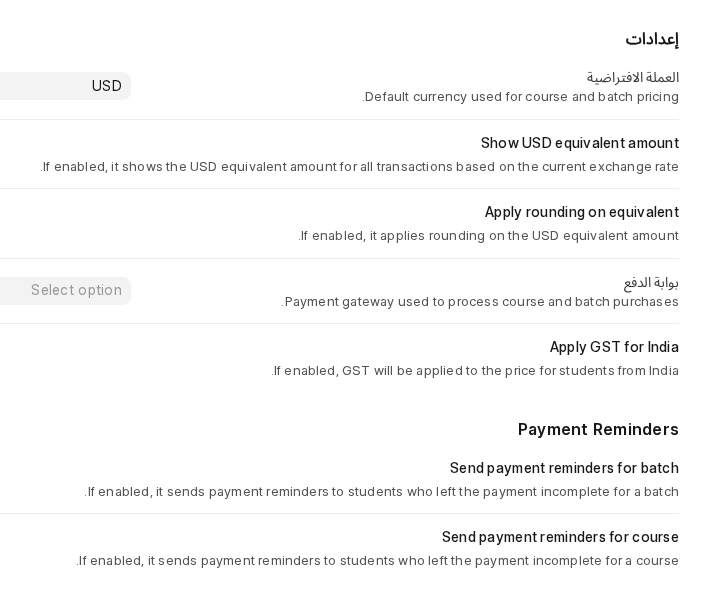 إعدادات
العملة الافتراضية
USD
Default currency used for course and batch pricing.
Show USD equivalent amount
If enabled, it shows the USD equivalent amount for all transactions based on the current exchange rate.
Apply rounding on equivalent
If enabled, it applies rounding on the USD equivalent amount.
بوابة الدفع
Select option
Payment gateway used to process course and batch purchases.
Apply GST for India
If enabled, GST will be applied to the price for students from India.
Payment Reminders
Send payment reminders for batch
If enabled, it sends payment reminders to students who left the payment incomplete for a batch.
Send payment reminders for course
If enabled, it sends payment reminders to students who left the payment incomplete for a course.